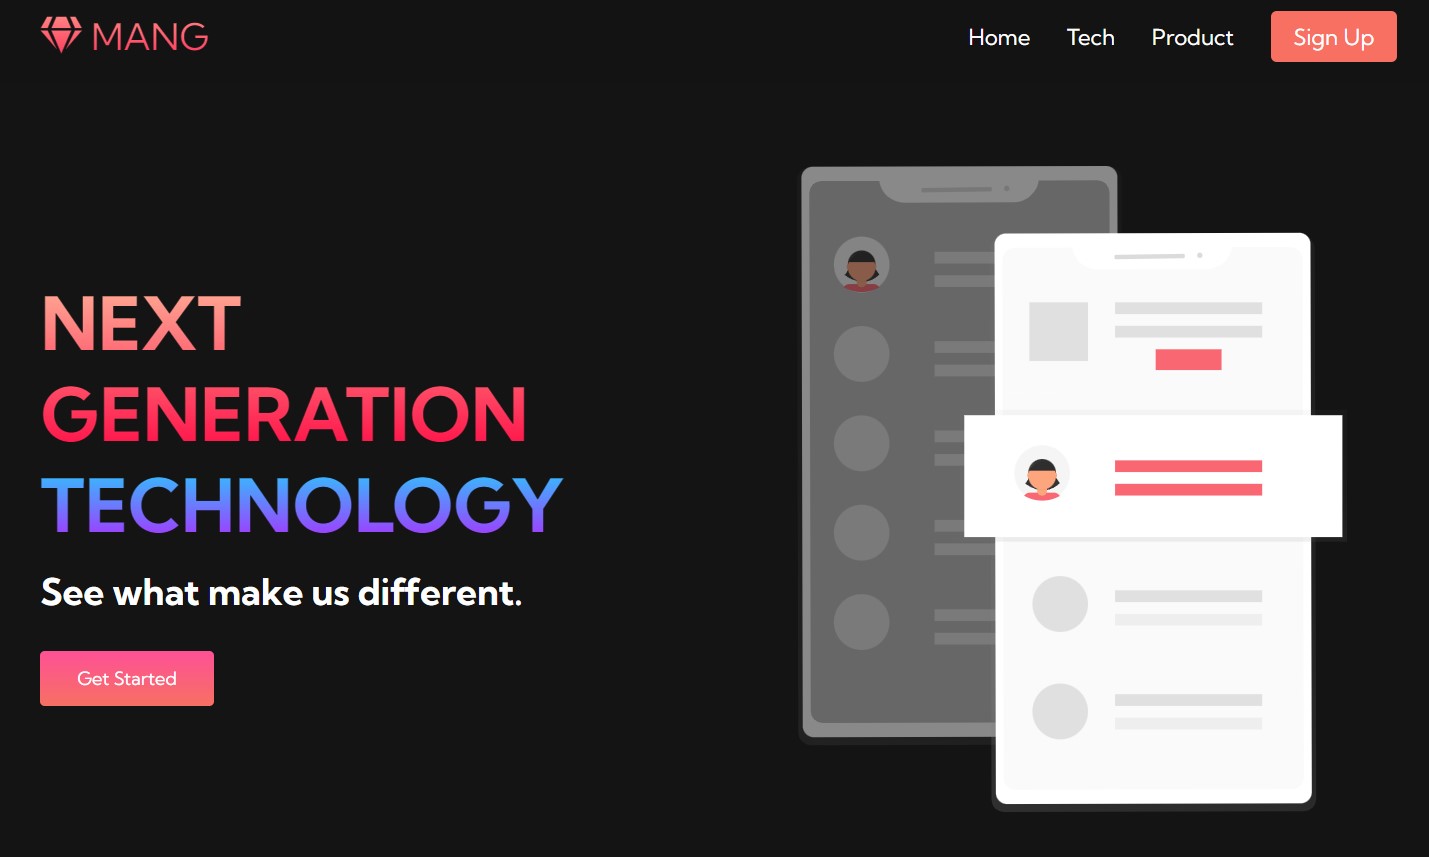 MANG
Home Tech Product Sign Up
NEXT
GENERATION
TECHNOLOGY
See what make us different.
Get Started